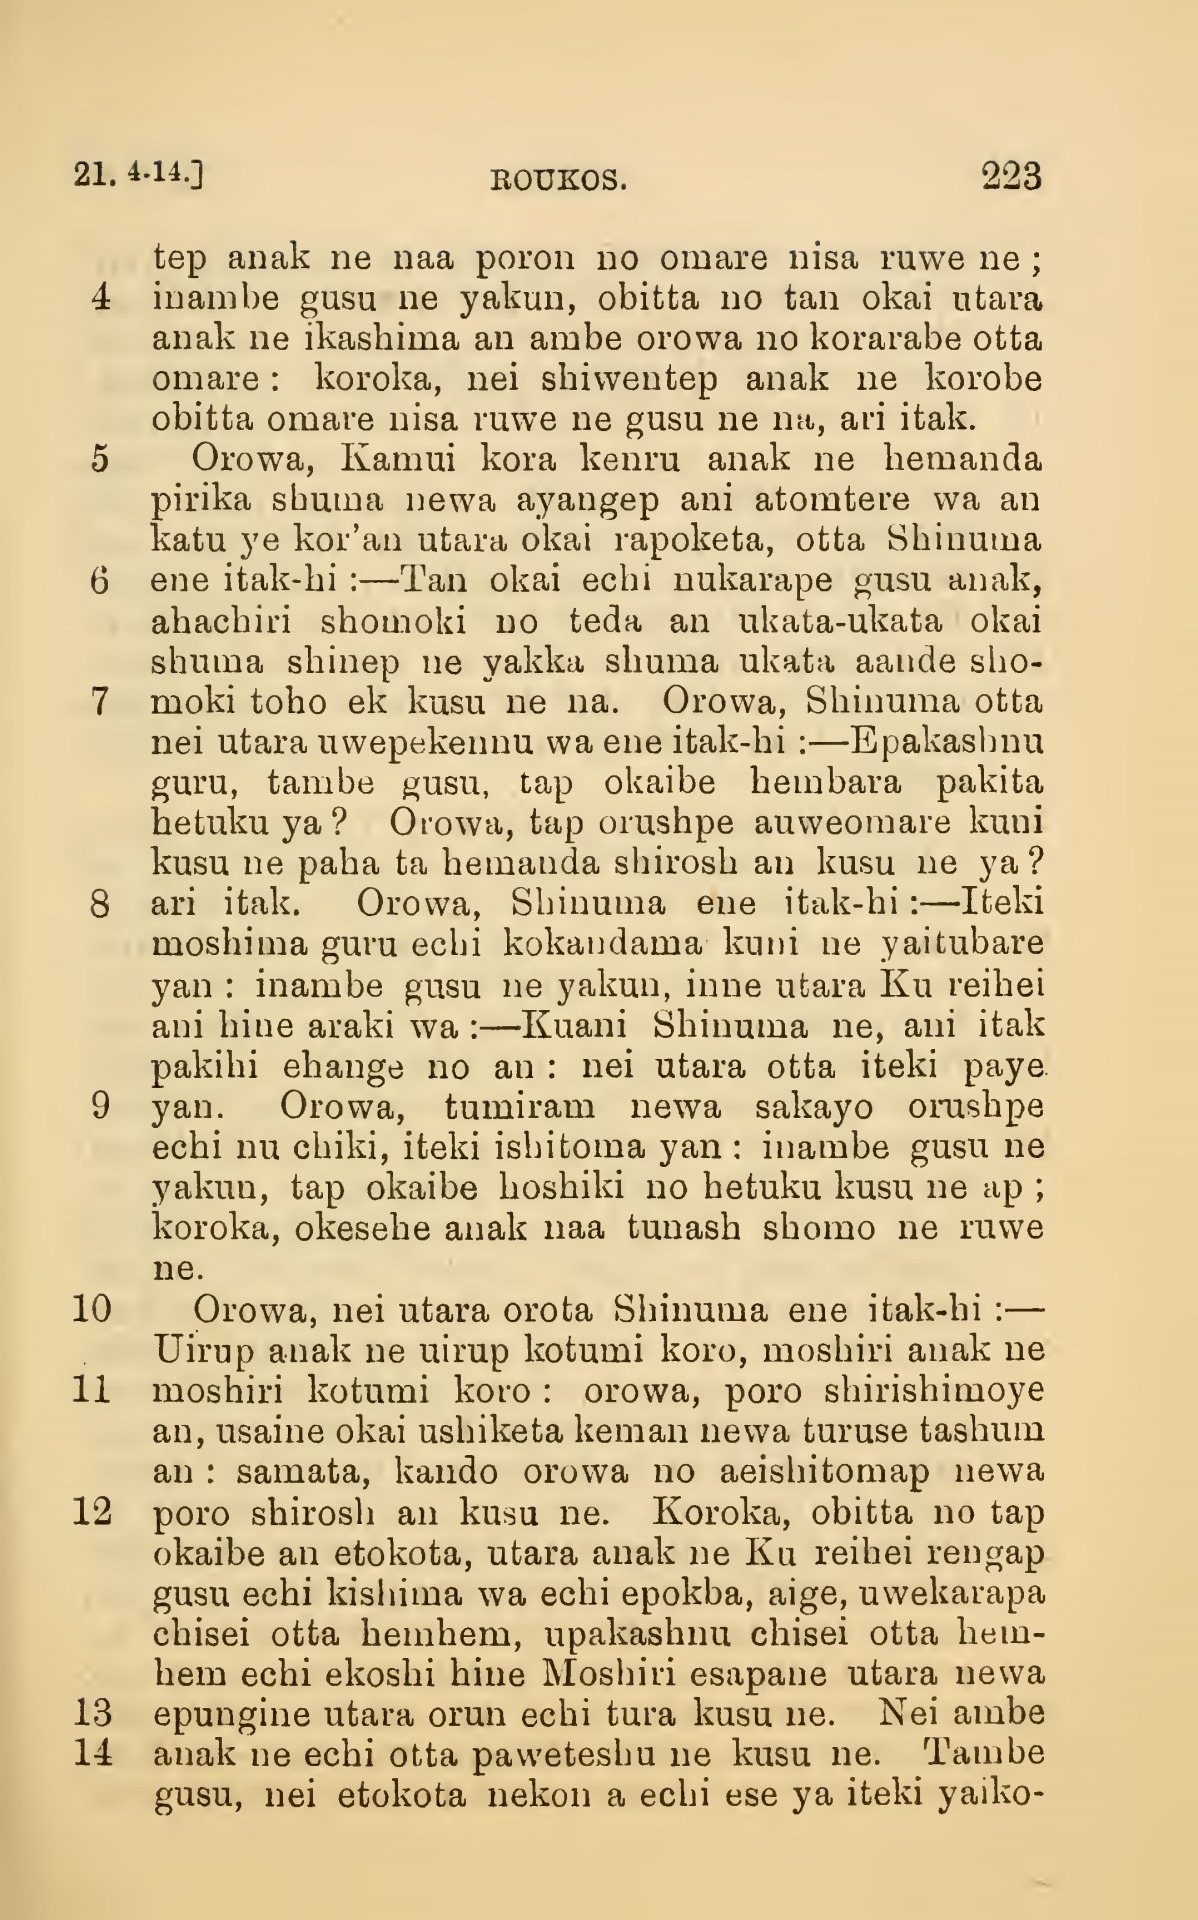 21. 4-14.] ROUKOS. 223
tep anak ne naa poron no omare nisa ruwe ne ;
4 inambe gusu ne yakun, obitta no tan okai utara
anak ne ikashima an ambe orowa no korarabe otta
omare : koroka, nei shiwentep anak ne korobe
obitta omare nisa ruwe ne gusu ne na, ari itak.
5 Orowa, Kamui kora kenru anak ne hemanda
pirika shuma newa ayangep ani atomtere wa an
katu ye kor'an utara okai rapoketa, otta Shinuma
6 ene itak-hi :—Tan okai echi nukarape gusu anak,
ahachiri shomoki no teda an ukata-ukata okai
shuma shinep ne yakka shuma ukata aande sho-
7 moki toho ek kusu ne na. Orowa, Shinuma otta
nei utara uwepekennu wa ene itak-hi :—Epakashnu
guru, tambe gusu, tap okaibe hembara pakita
hetuku ya ? Orowa, tap orushpe auweomare kuni
kusu ne paha ta hemanda shirosh an kusu ne ya ?
8 ari itak. Orowa, Shinuma ene itak-hi :—Iteki
moshima guru echi kokandama kuni ne yaitubare
yan : inambe gusu ne yakun, inne utara Ku reihei
ani hine araki wa :—Kuani Shinuma ne, ani itak
pakihi ehange no an : nei utara otta iteki paye
9 yan. Orowa, tumiram newa sakayo orushpe
echi nu chiki, iteki ishitoma yan : inambe gusu ne
yakun, tap okaibe hoshiki no hetuku kusu ne ap ;
koroka, okesehe anak naa tunash shomo ne ruwe
ne.
10 Orowa, nei utara orota Shinuma ene itak-hi :—
Uirup anak ne uirup kotumi koro, moshiri anak ne
11 moshiri kotumi koro : orowa, poro shirishimoye
an, usaine okai ushiketa keman newa turuse tashum
an : samata, kando orowa no aeishitomap newa
12 poro shirosh an kusu ne. Koroka, obitta no tap
okaibe an etokota, utara anak ne Ku reihei rengap
gusu echi kishima wa echi epokba, aige, uwekarapa
chisei otta hemhem, upakashnu chisei otta hem-
hem echi ekoshi hine Moshiri esapane utara newa
13 epungine utara orun echi tura kusu ne. Nei ambe
14 anak ne echi otta paweteshu ne kusu ne. Tambe
gusu, nei etokota nekon a echi ese ya iteki yaiko-